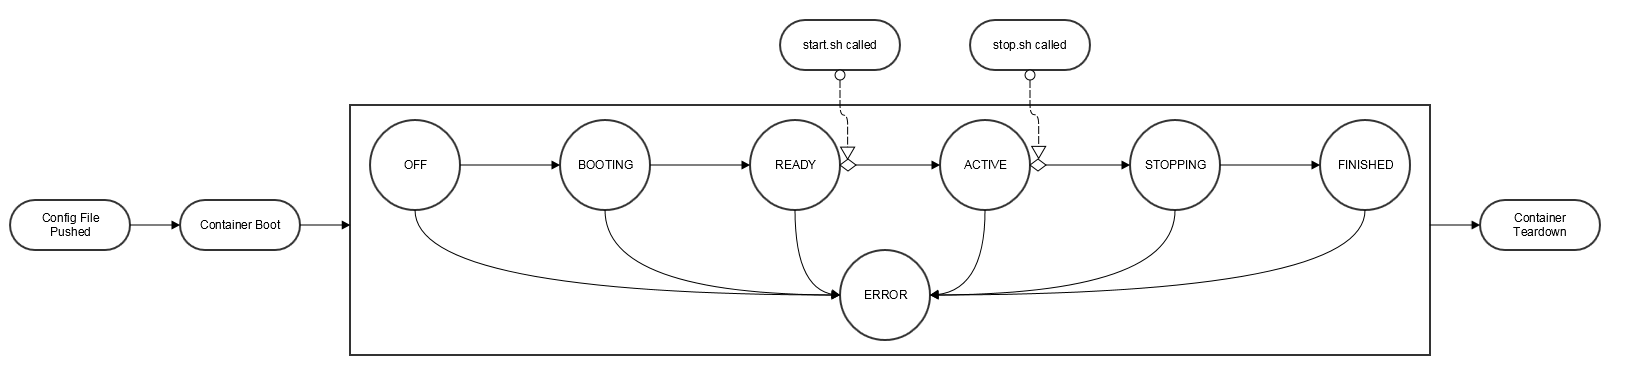 start.sh called
stop.sh called
OFF
BOOTING
READY
ACTIVE
STOPPING
FINISHED
Config File
Pushed
Container Boot
Container
Teardown
ERROR